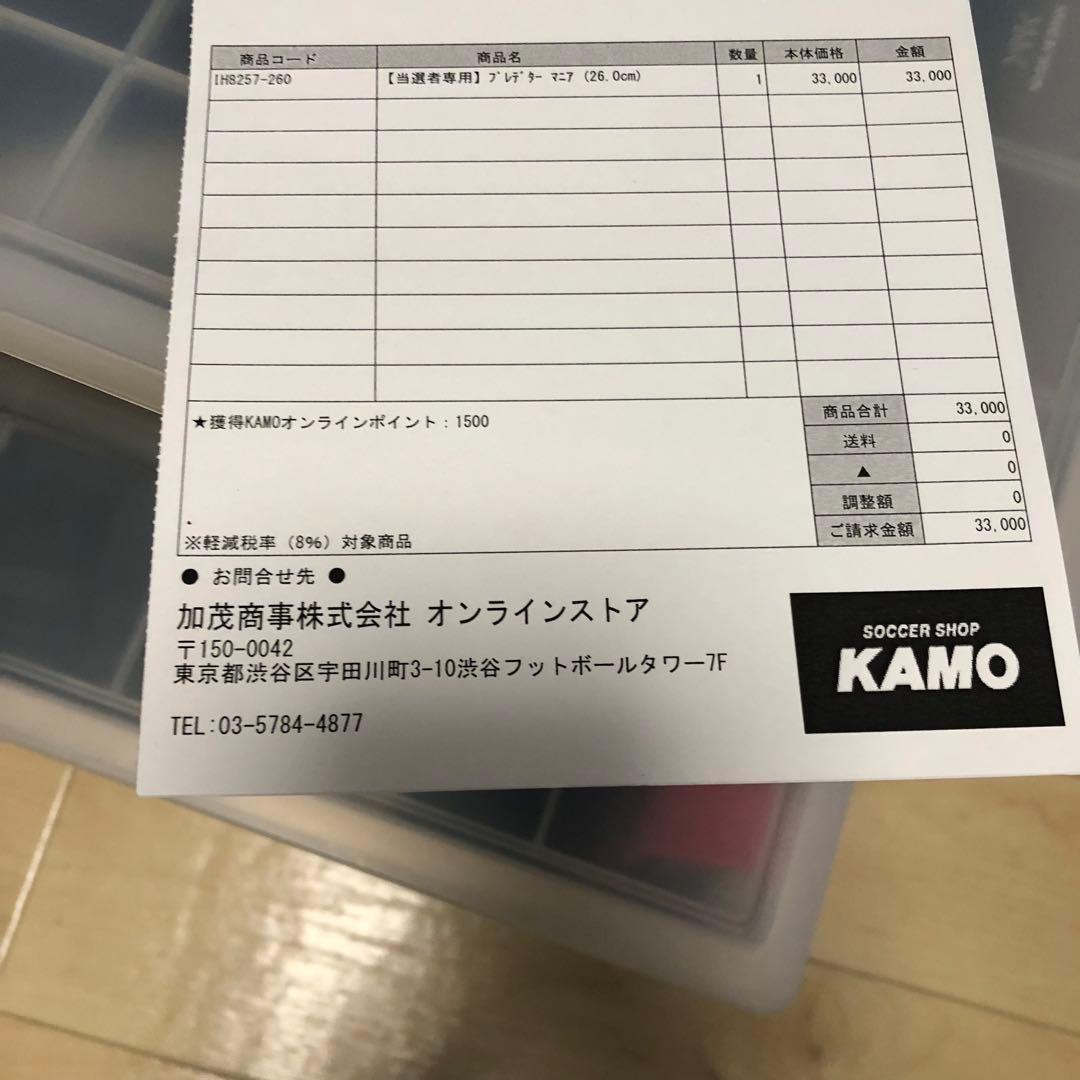 商品コード 商品名 数量 本体価格 金額
IH8257-260 【当選者専用】ﾌﾟﾚﾃﾞﾀｰ ﾏﾆｱ (26.0cm) 1 33,000 33,000
★獲得KAMOオンラインポイント：1500
商品合計 33,000
送料 0
▲ 0
調整額 0
ご請求金額 33,000
※軽減税率（8%）対象商品
● お問合せ先 ●
加茂商事株式会社 オンラインストア
〒150-0042
東京都渋谷区宇田川町3-10渋谷フットボールタワー7F
TEL:03-5784-4877
SOCCER SHOP
KAMO